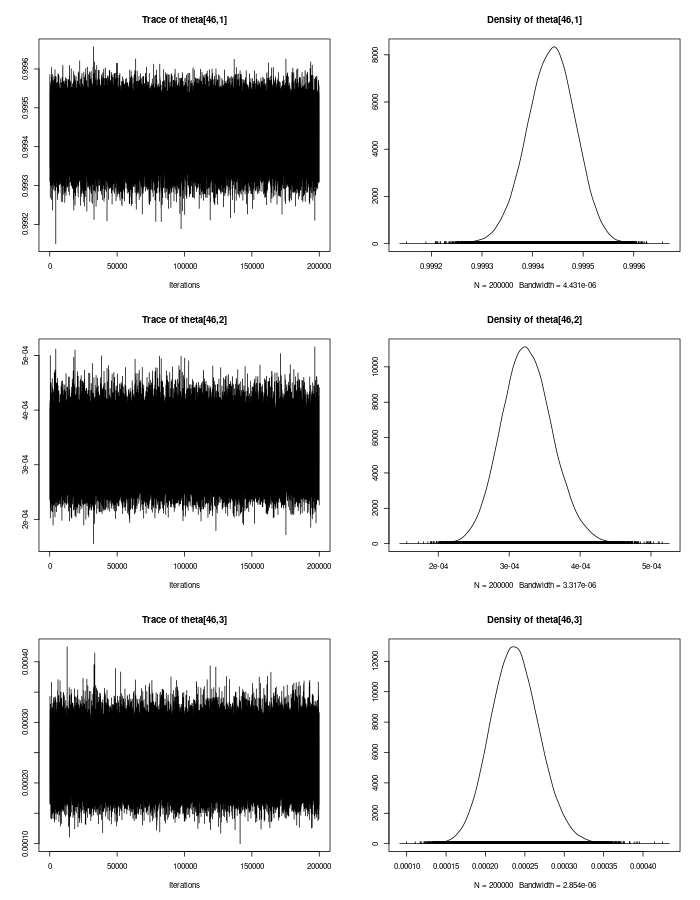 Trace of theta[46,1]
0.9992 0.9993 0.9994 0.9995 0.9996
0 50000 100000 150000 200000
Iterations
Density of theta[46,1]
0 2000 4000 6000 8000
0.9992 0.9993 0.9994 0.9995 0.9996
N = 200000 Bandwidth = 4.431e-06
Trace of theta[46,2]
2e-04 3e-04 4e-04 5e-04
0 50000 100000 150000 200000
Iterations
Density of theta[46,2]
0 2000 4000 6000 8000 10000
2e-04 3e-04 4e-04 5e-04
N = 200000 Bandwidth = 3.317e-06
Trace of theta[46,3]
0.00010 0.00020 0.00030 0.00040
0 50000 100000 150000 200000
Iterations
Density of theta[46,3]
0 2000 4000 6000 8000 10000 12000
0.00010 0.00015 0.00020 0.00025 0.00030 0.00035 0.00040
N = 200000 Bandwidth = 2.854e-06